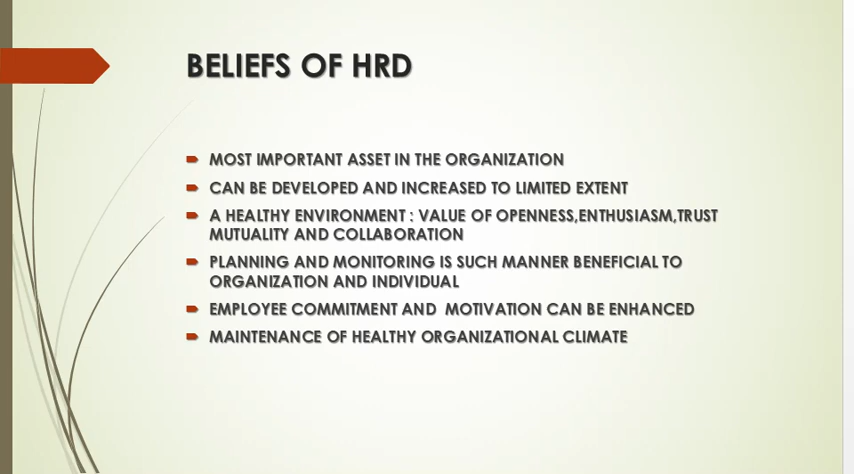 BELIEFS OF HRD
MOST IMPORTANT ASSET IN THE ORGANIZATION
CAN BE DEVELOPED AND INCREASED TO LIMITED EXTENT
A HEALTHY ENVIRONMENT : VALUE OF OPENNESS,ENTHUSIASM,TRUST
MUTUALITY AND COLLABORATION
PLANNING AND MONITORING IS SUCH MANNER BENEFICIAL TO
ORGANIZATION AND INDIVIDUAL
EMPLOYEE COMMITMENT AND  MOTIVATION CAN BE ENHANCED
MAINTENANCE OF HEALTHY ORGANIZATIONAL CLIMATE